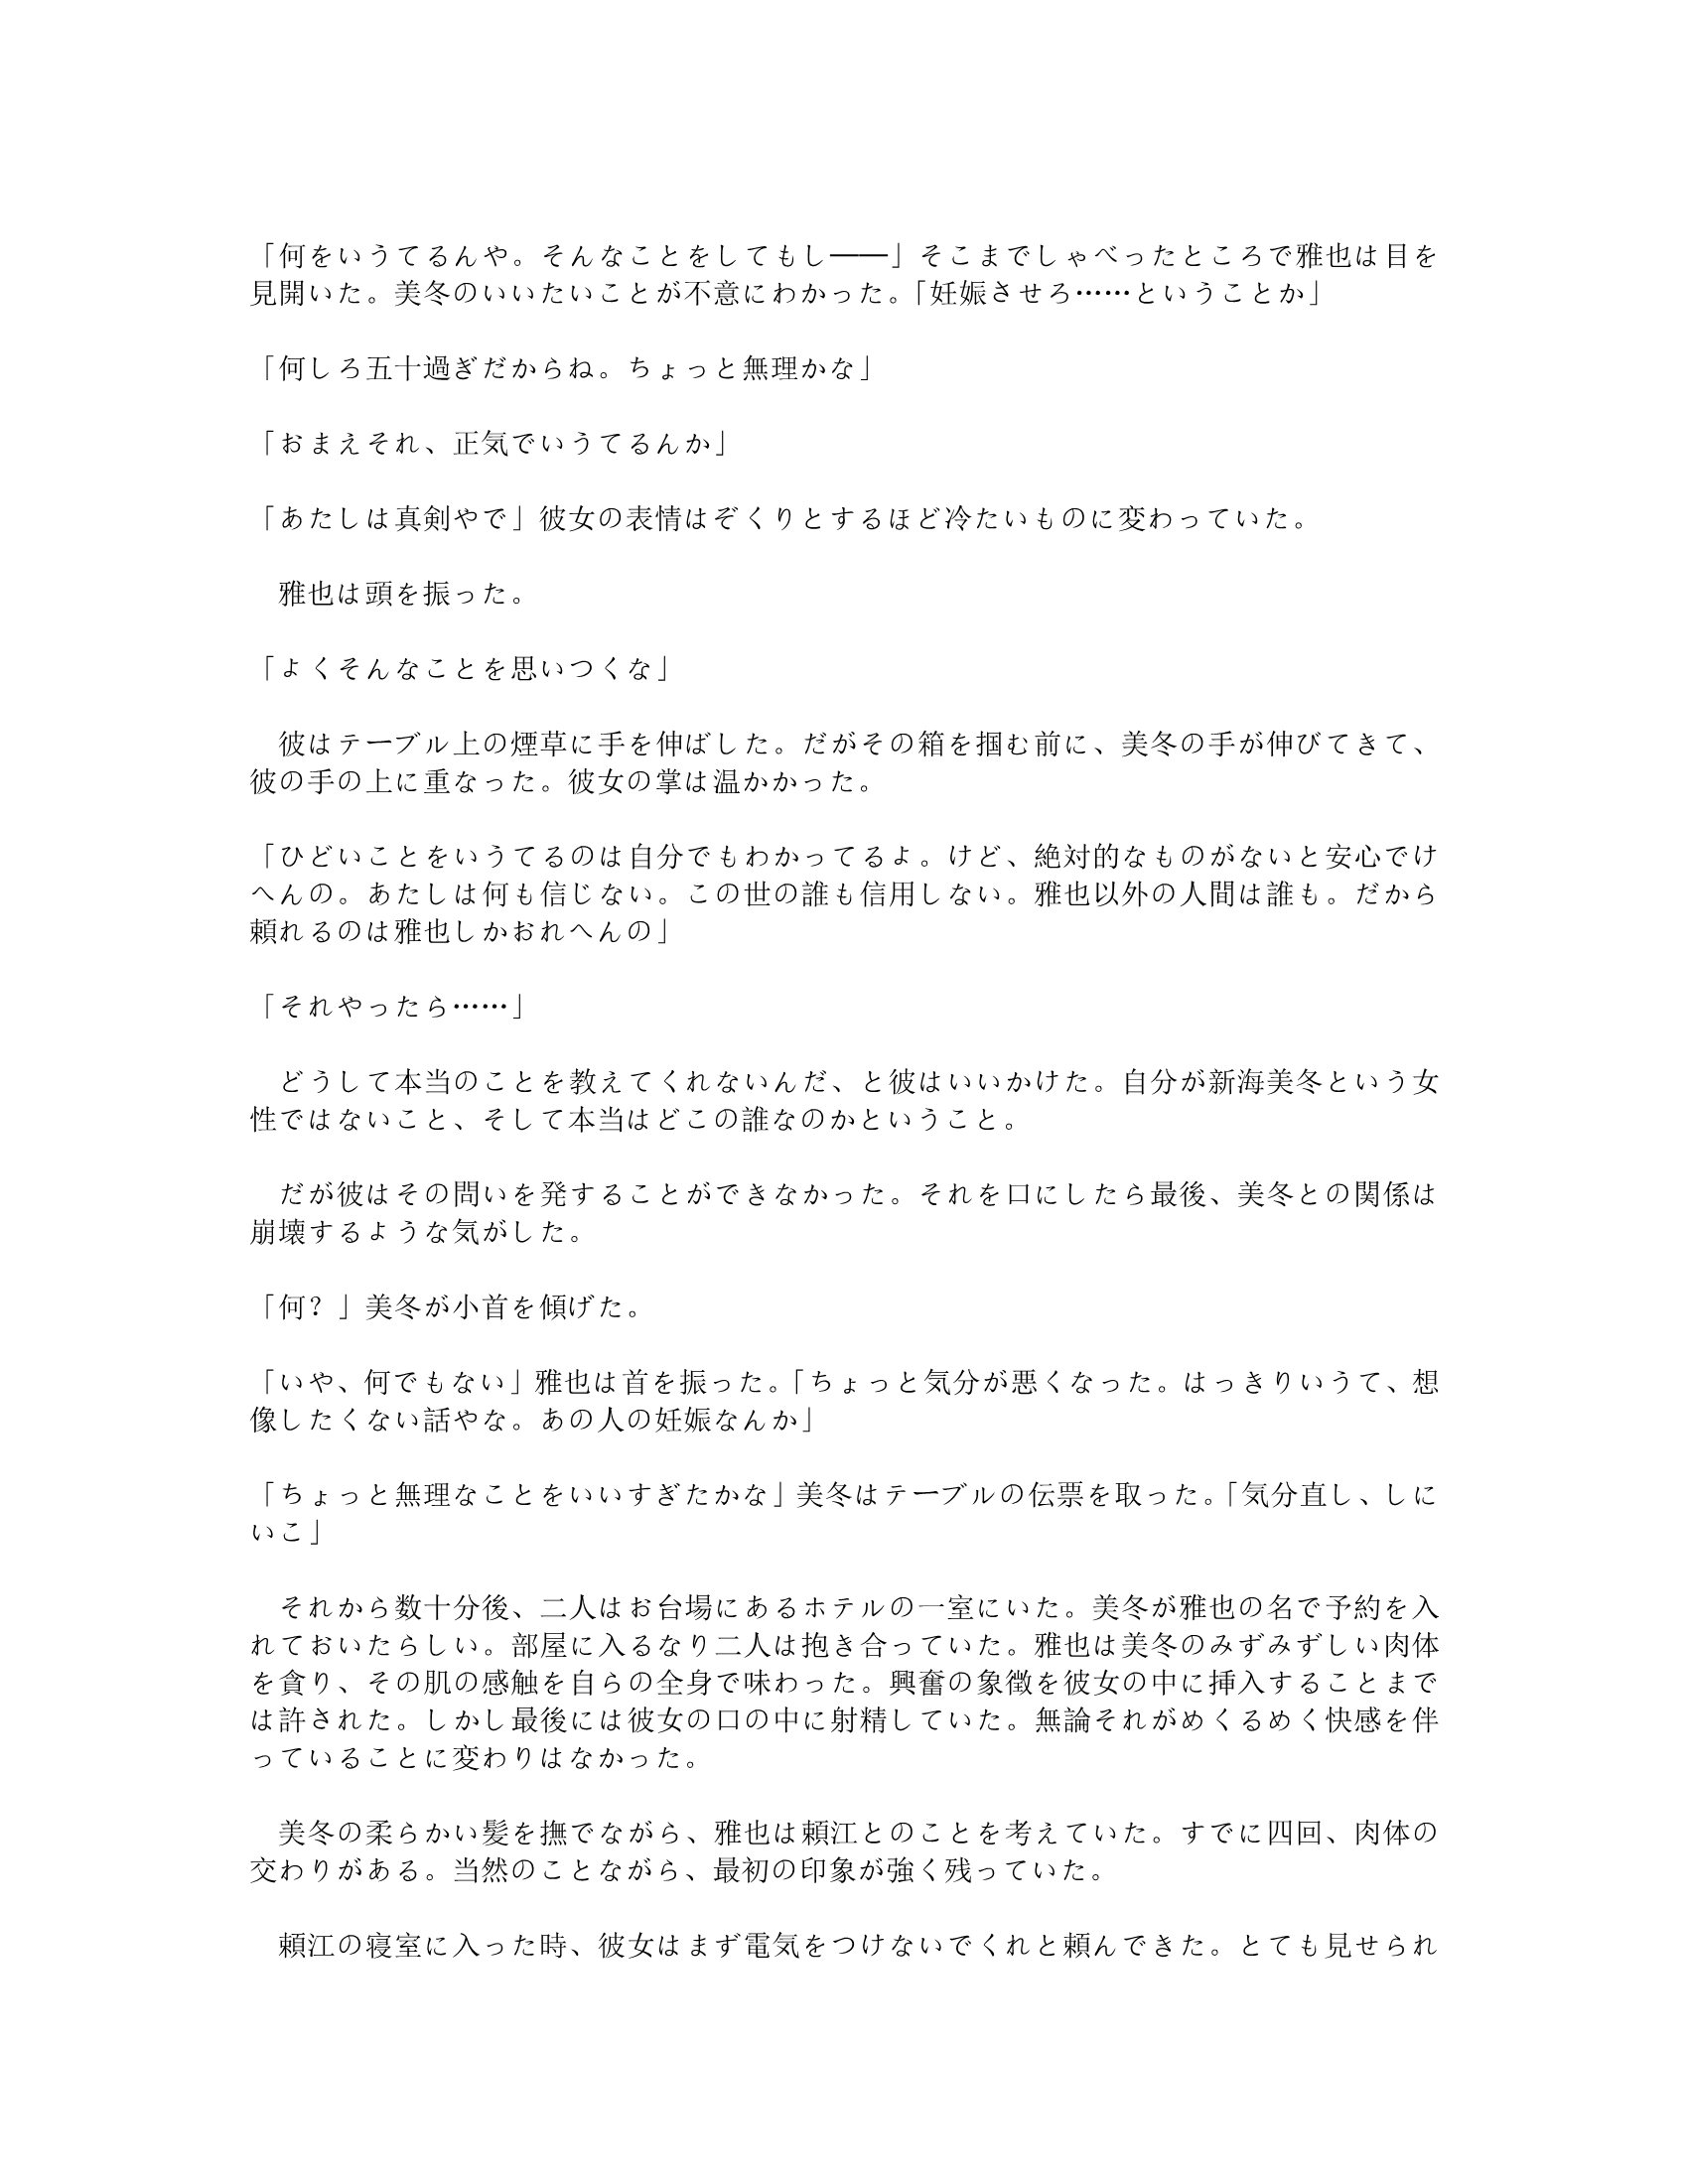 「何をいうてるんや。そんなことをしてもし――」そこまでしゃべったところで雅也は目を
見開いた。美冬のいいたいことが不意にわかった。「妊娠させろ……ということか」
「何しろ五十過ぎだからね。ちょっと無理かな」
「おまえそれ、正気でいうてるんか」
「あたしは真剣やで」彼女の表情はぞくりとするほど冷たいものに変わっていた。
　雅也は頭を振った。
「よくそんなことを思いつくな」
　彼はテーブル上の煙草に手を伸ばした。だがその箱を掴む前に、美冬の手が伸びてきて、
彼の手の上に重なった。彼女の掌は温かかった。
「ひどいことをいうてるのは自分でもわかってるよ。けど、絶対的なものがないと安心でけ
へんの。あたしは何も信じない。この世の誰も信用しない。雅也以外の人間は誰も。だから
頼れるのは雅也しかおれへんの」
「それやったら……」
　どうして本当のことを教えてくれないんだ、と彼はいいかけた。自分が新海美冬という女
性ではないこと、そして本当はどこの誰なのかということ。
　だが彼はその問いを発することができなかった。それを口にしたら最後、美冬との関係は
崩壊するような気がした。
「何？」美冬が小首を傾げた。
「いや、何でもない」雅也は首を振った。「ちょっと気分が悪くなった。はっきりいうて、想
像したくない話やな。あの人の妊娠なんか」
「ちょっと無理なことをいいすぎたかな」美冬はテーブルの伝票を取った。「気分直し、しに
いこ」
　それから数十分後、二人はお台場にあるホテルの一室にいた。美冬が雅也の名で予約を入
れておいたらしい。部屋に入るなり二人は抱き合っていた。雅也は美冬のみずみずしい肉体
を貪り、その肌の感触を自らの全身で味わった。興奮の象徴を彼女の中に挿入することまで
は許された。しかし最後には彼女の口の中に射精していた。無論それがめくるめく快感を伴
っていることに変わりはなかった。
　美冬の柔らかい髪を撫でながら、雅也は頼江とのことを考えていた。すでに四回、肉体の
交わりがある。当然のことながら、最初の印象が強く残っていた。
　頼江の寝室に入った時、彼女はまず電気をつけないでくれと頼んできた。とても見せられ